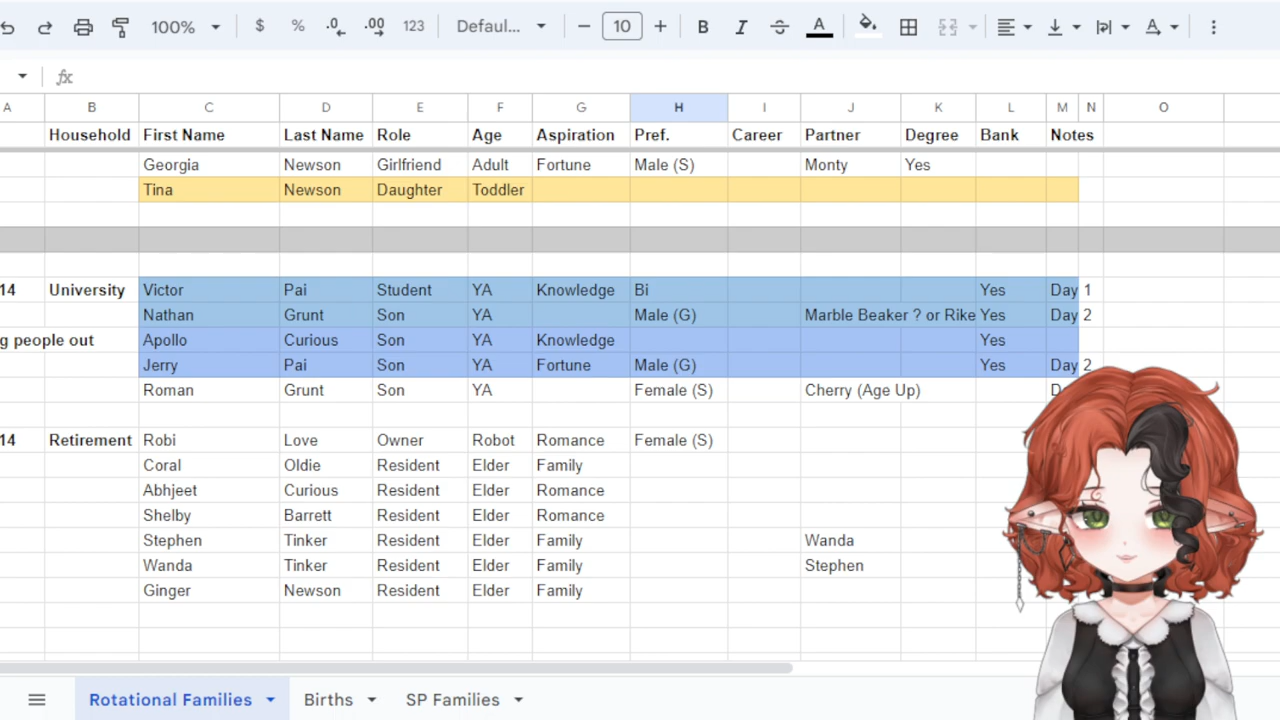 100% $ % .0 .00 123 Defaul... 10 B I A
fx
A B C D E F G H I J K L M N O
Household First Name Last Name Role Age Aspiration Pref. Career Partner Degree Bank Notes
Georgia Newson Girlfriend Adult Fortune Male (S) Monty Yes
Tina Newson Daughter Toddler
14 University Victor Pai Student YA Knowledge Bi Yes Day 1
Nathan Grunt Son YA Male (G) Marble Beaker ? or Rike Yes Day 2
g people out Apollo Curious Son YA Knowledge Yes
Jerry Pai Son YA Fortune Male (G) Yes Day 2
Roman Grunt Son YA Female (S) Cherry (Age Up)
14 Retirement Robi Love Owner Robot Romance Female (S)
Coral Oldie Resident Elder Family
Abhjeet Curious Resident Elder Romance
Shelby Barrett Resident Elder Romance
Stephen Tinker Resident Elder Family Wanda
Wanda Tinker Resident Elder Family Stephen
Ginger Newson Resident Elder Family
Rotational Families Births SP Families